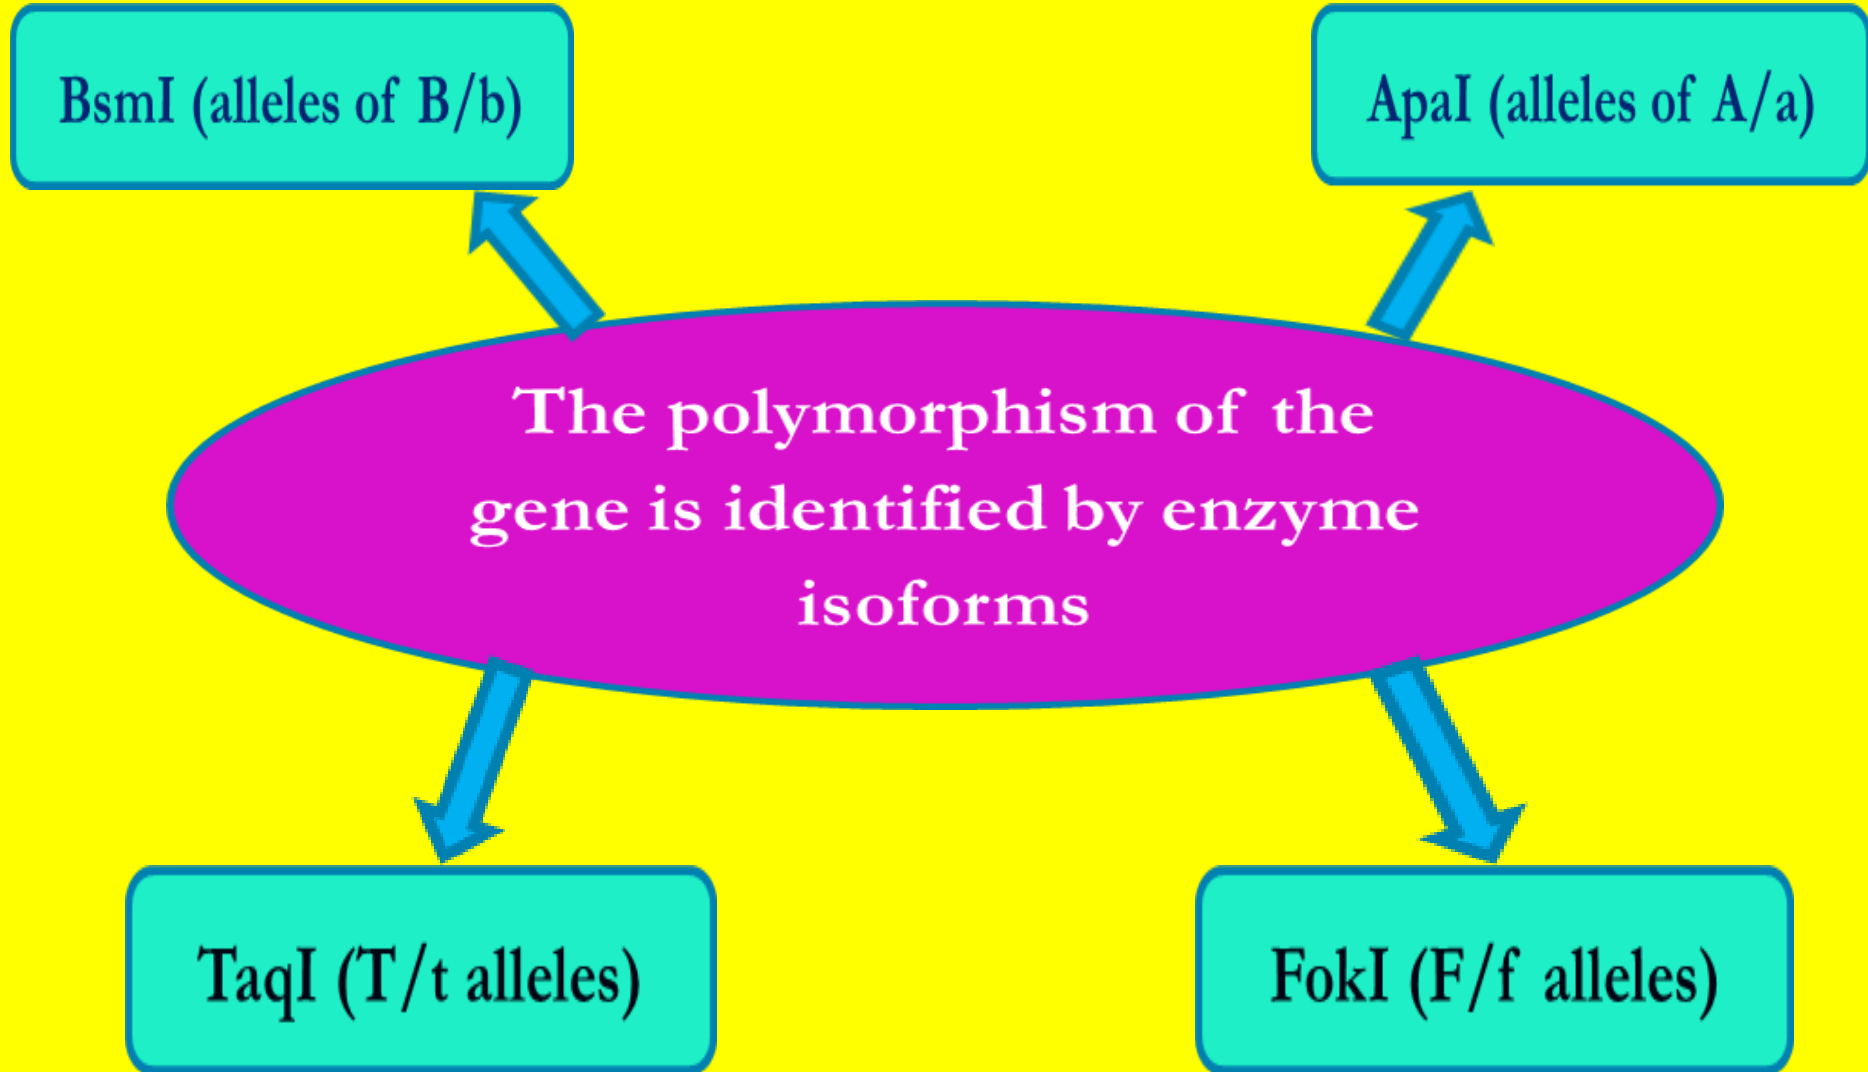 BsmI (alleles of B/b)
ApaI (alleles of A/a)
The polymorphism of the
gene is identified by enzyme
isoforms
TaqI (T/t alleles)
FokI (F/f alleles)